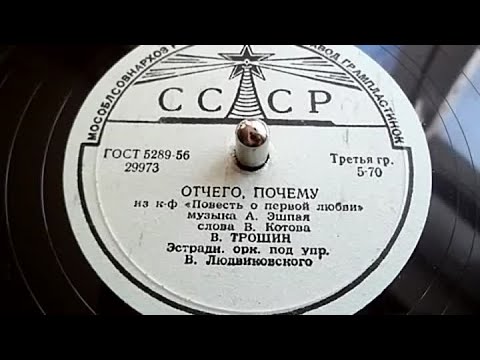 МОСОБЛСОВНАРХОЗ
ЗАВОД ГРАМПЛАСТИНОК
СССР
ГОСТ 5289-56
29973
Третья гр.
5-70
ОТЧЕГО, ПОЧЕМУ
из к-ф «Повесть о первой любви»
музыка А. Эшпая
слова В. Котова
В. ТРОШИН
Эстрадн. орк. под упр.
В. Людвиковского